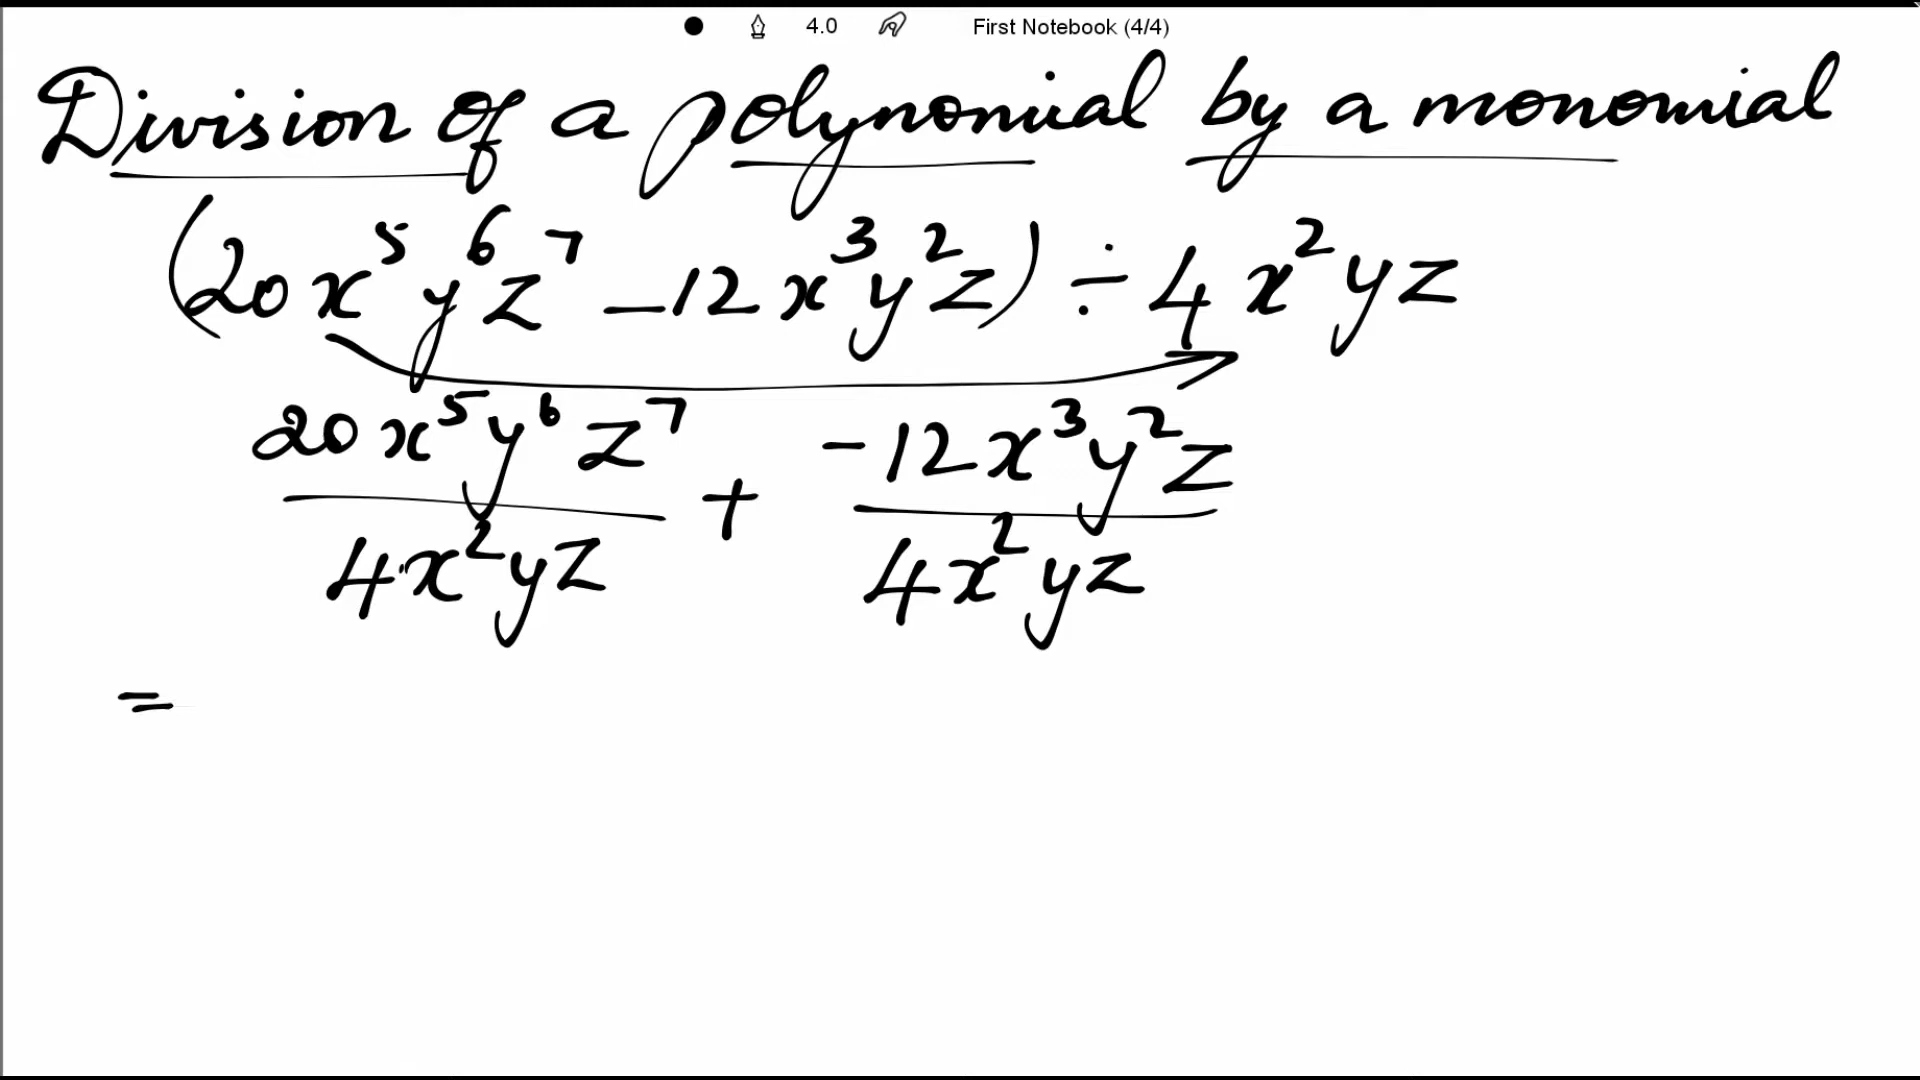 4.0 First Notebook (4/4)
Division of a polynomial by a monomial
(20x⁵y⁶z⁷ – 12x³y²z) ÷ 4x²yz
20x⁵y⁶z⁷ / 4x²yz + -12x³y²z / 4x²yz
=